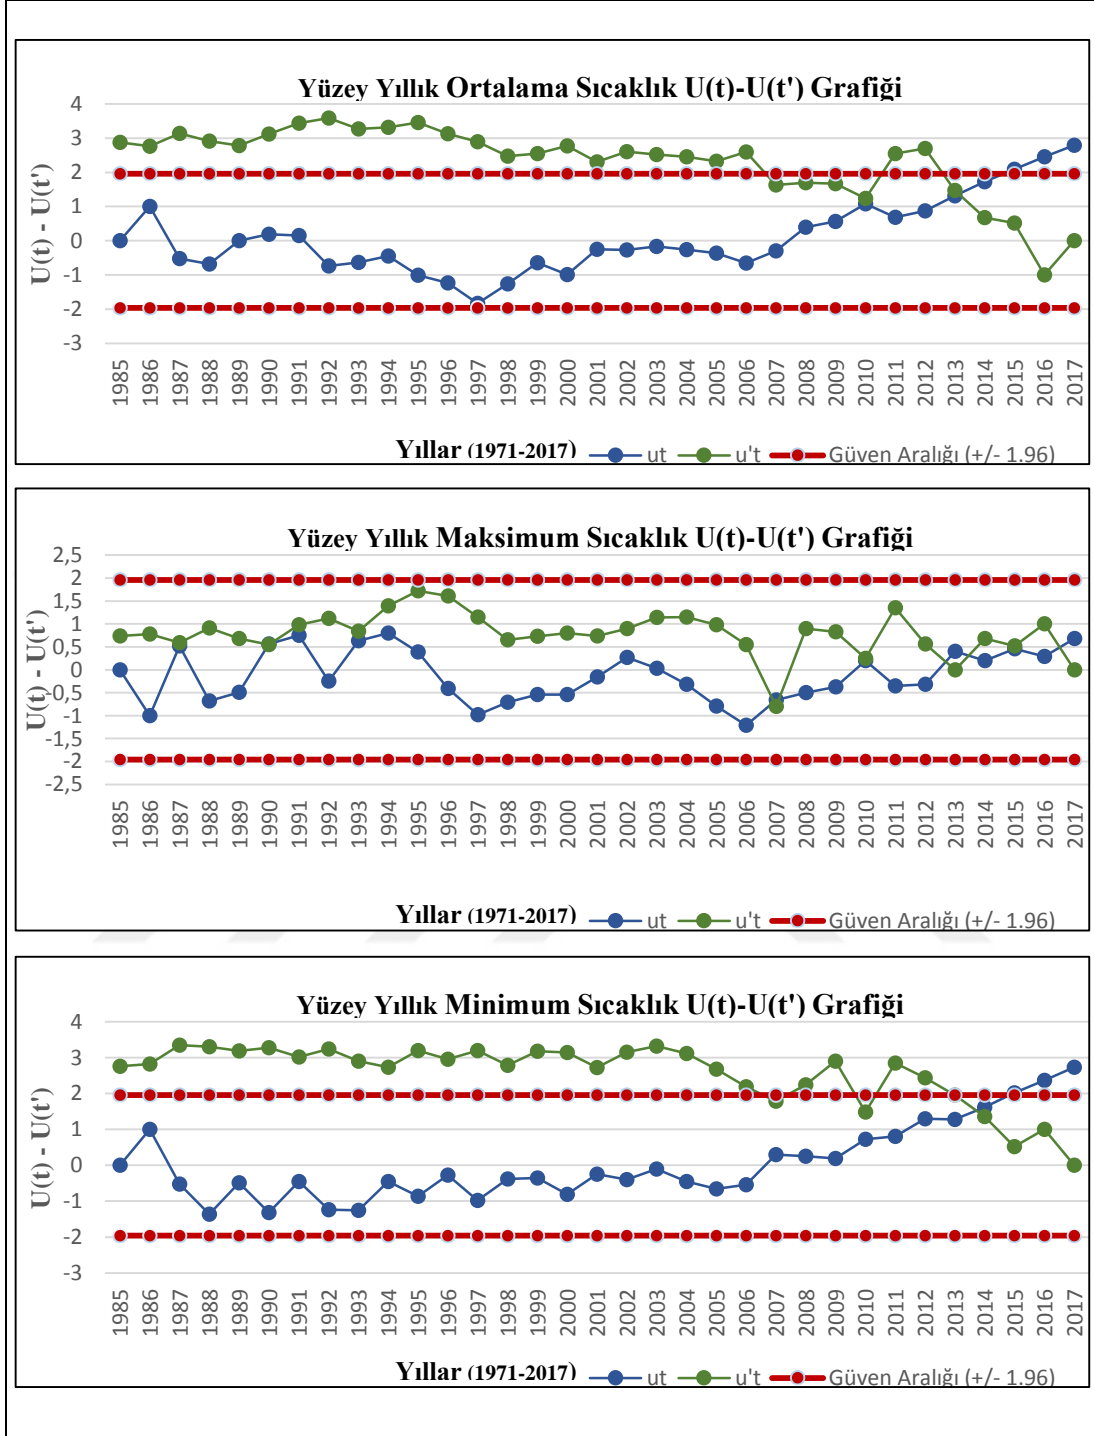 Yüzey Yıllık Ortalama Sıcaklık U(t)-U(t') Grafiği
U(t) - U(t')
4
3
2
1
0
-1
-2
-3
1985 1986 1987 1988 1989 1990 1991 1992 1993 1994 1995 1996 1997 1998 1999 2000 2001 2002 2003 2004 2005 2006 2007 2008 2009 2010 2011 2012 2013 2014 2015 2016 2017
Yıllar (1971-2017) ut u't Güven Aralığı (+/- 1.96)
Yüzey Yıllık Maksimum Sıcaklık U(t)-U(t') Grafiği
U(t) - U(t')
2,5
2
1,5
1
0,5
0
-0,5
-1
-1,5
-2
-2,5
1985 1986 1987 1988 1989 1990 1991 1992 1993 1994 1995 1996 1997 1998 1999 2000 2001 2002 2003 2004 2005 2006 2007 2008 2009 2010 2011 2012 2013 2014 2015 2016 2017
Yıllar (1971-2017) ut u't Güven Aralığı (+/- 1.96)
Yüzey Yıllık Minimum Sıcaklık U(t)-U(t') Grafiği
U(t) - U(t')
4
3
2
1
0
-1
-2
-3
1985 1986 1987 1988 1989 1990 1991 1992 1993 1994 1995 1996 1997 1998 1999 2000 2001 2002 2003 2004 2005 2006 2007 2008 2009 2010 2011 2012 2013 2014 2015 2016 2017
Yıllar (1971-2017) ut u't Güven Aralığı (+/- 1.96)